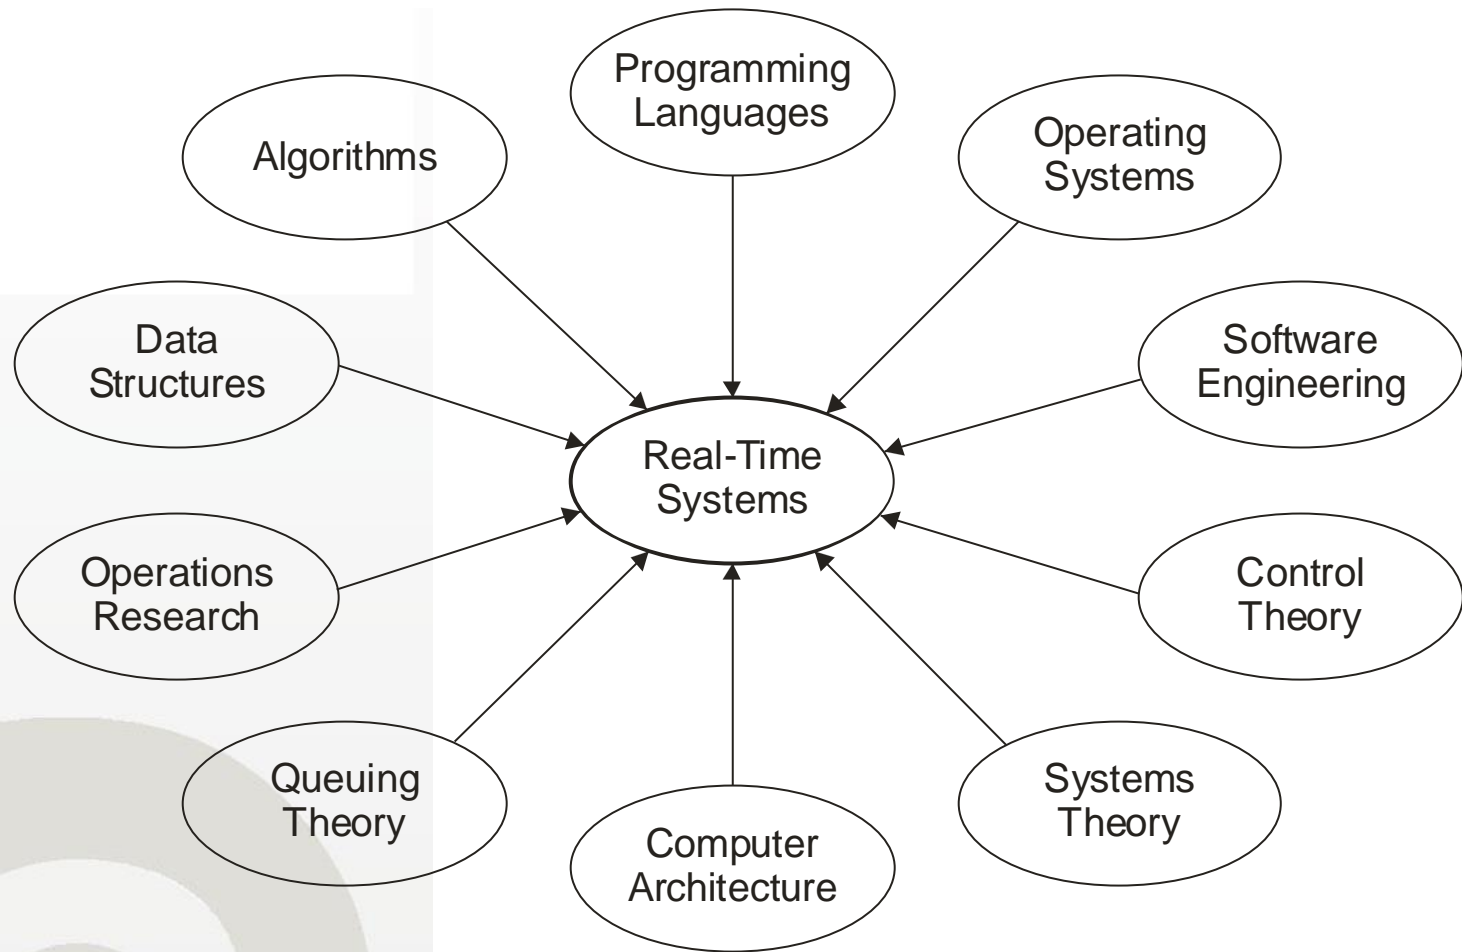 Programming
Languages
Algorithms
Operating
Systems
Data
Structures
Software
Engineering
Real-Time
Systems
Operations
Research
Control
Theory
Queuing
Theory
Systems
Theory
Computer
Architecture